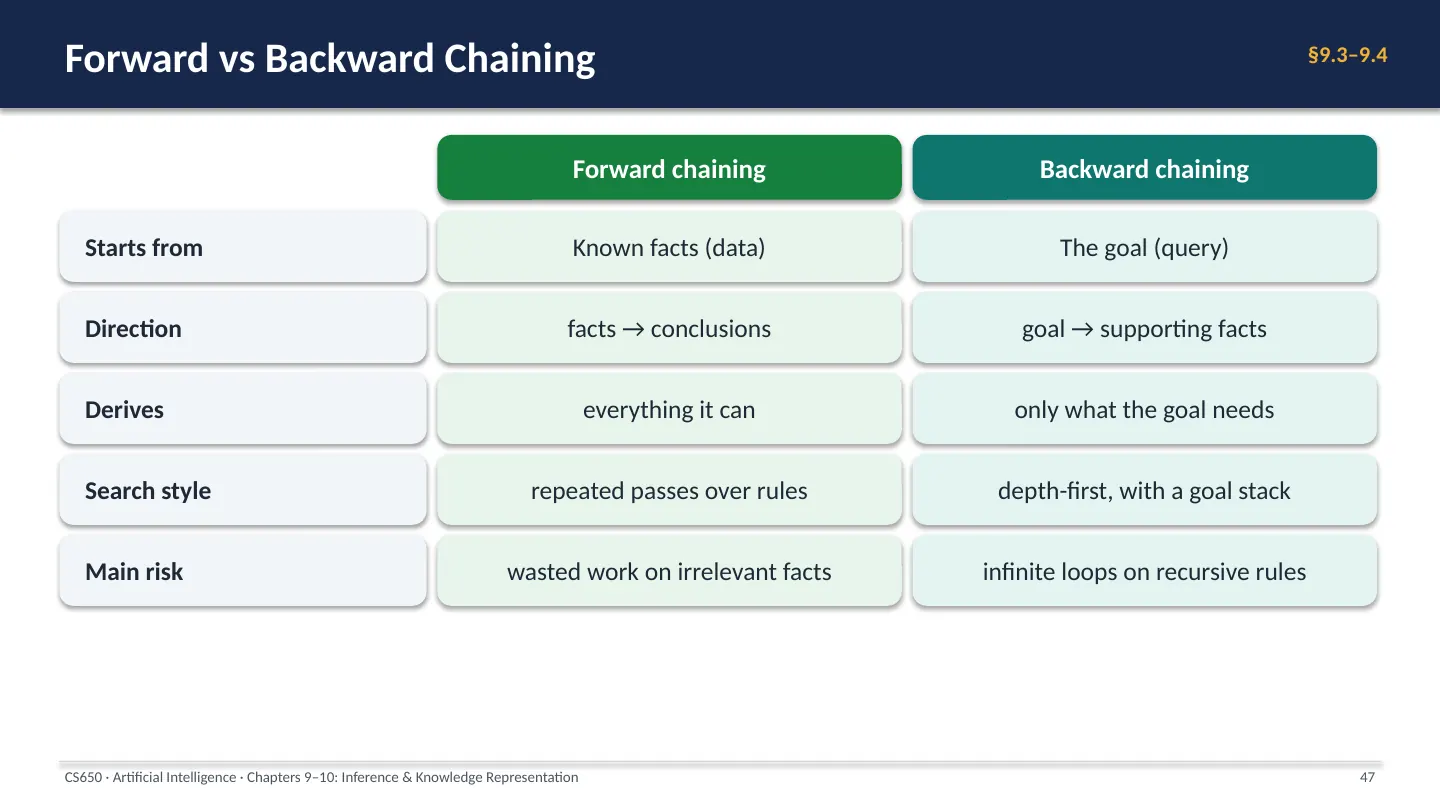 Forward vs Backward Chaining
§9.3–9.4
Forward chaining
Backward chaining
Starts from
Known facts (data)
The goal (query)
Direction
facts → conclusions
goal → supporting facts
Derives
everything it can
only what the goal needs
Search style
repeated passes over rules
depth-first, with a goal stack
Main risk
wasted work on irrelevant facts
infinite loops on recursive rules
CS650 · Artificial Intelligence · Chapters 9–10: Inference & Knowledge Representation
47